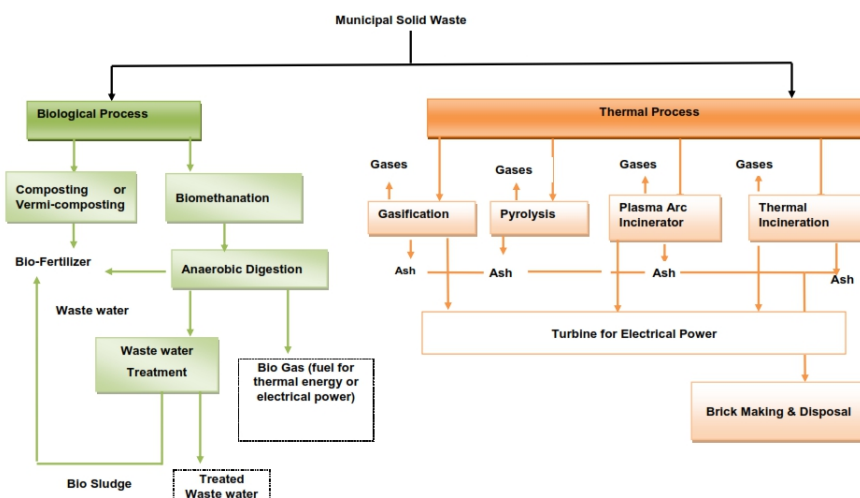 Municipal Solid Waste
Biological Process
Thermal Process
Gases
Gases
Gases
Gases
Composting or
Vermi-composting
Biomethanation
Gasification
Pyrolysis
Plasma Arc
Incinerator
Thermal
Incineration
Bio-Fertilizer
Anaerobic Digestion
Ash
Ash
Ash
Ash
Waste water
Turbine for Electrical Power
Waste water
Treatment
Bio Gas (fuel for
thermal energy or
electrical power)
Brick Making & Disposal
Bio Sludge
Treated
Waste water